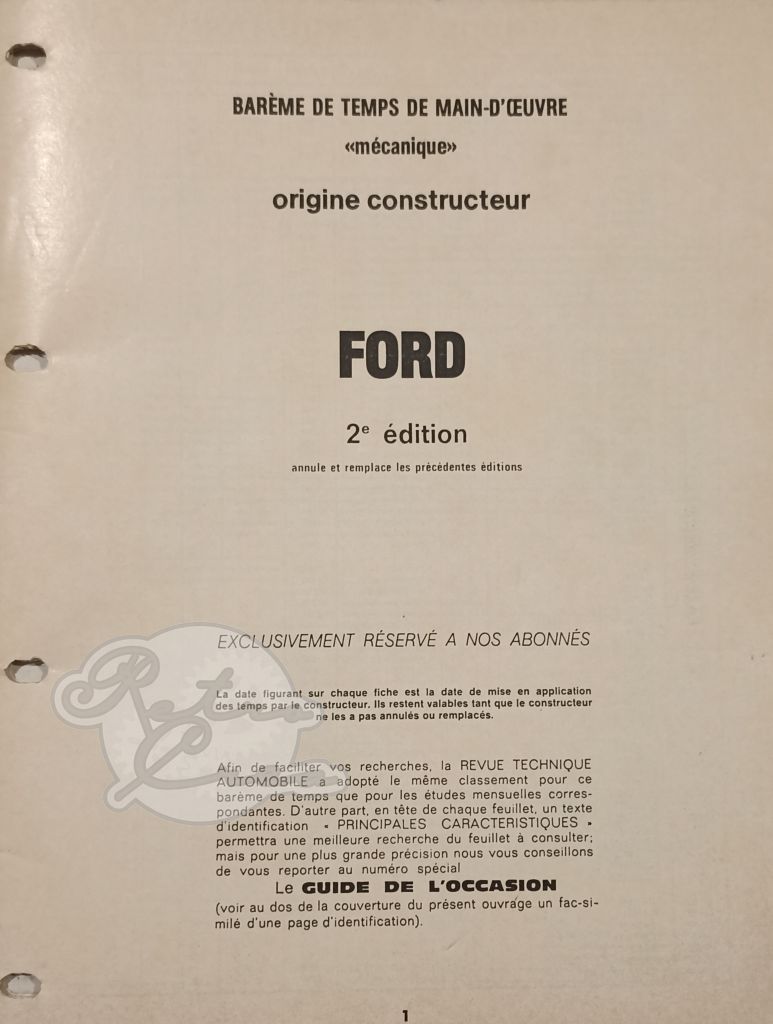 BARÈME DE TEMPS DE MAIN-D'ŒUVRE
«mécanique»
origine constructeur
FORD
2e édition
annule et remplace les précédentes éditions
EXCLUSIVEMENT RÉSERVÉ A NOS ABONNÉS
La date figurant sur chaque fiche est la date de mise en application
des temps par le constructeur. Ils restent valables tant que le constructeur
ne les a pas annulés ou remplacés.
Retro
Cars
Afin de faciliter vos recherches, la REVUE TECHNIQUE
AUTOMOBILE a adopté le même classement pour ce
barème de temps que pour les études mensuelles corres-
pondantes. D'autre part, en tête de chaque feuillet, un texte
d'identification « PRINCIPALES CARACTERISTIQUES »
permettra une meilleure recherche du feuillet à consulter;
mais pour une plus grande précision nous vous conseillons
de vous reporter au numéro spécial
Le GUIDE DE L'OCCASION
(voir au dos de la couverture du présent ouvrage un fac-si-
milé d'une page d'identification).
1